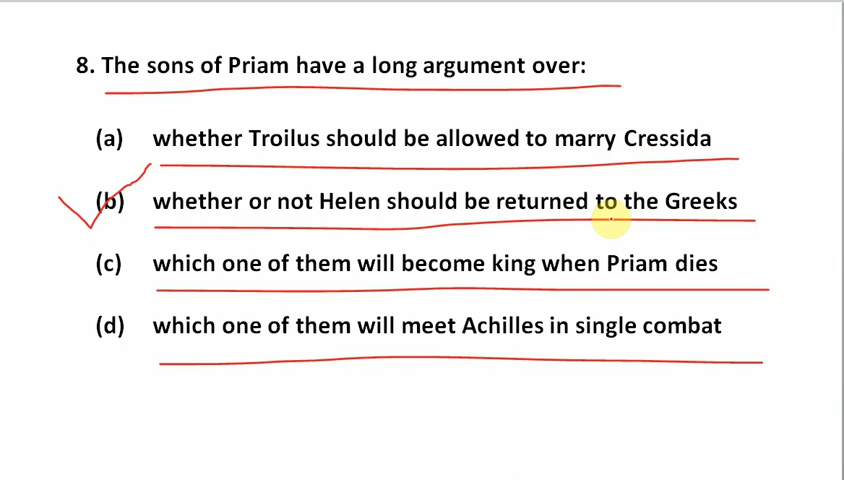 8. The sons of Priam have a long argument over:
(a) whether Troilus should be allowed to marry Cressida
(b) whether or not Helen should be returned to the Greeks
(c) which one of them will become king when Priam dies
(d) which one of them will meet Achilles in single combat